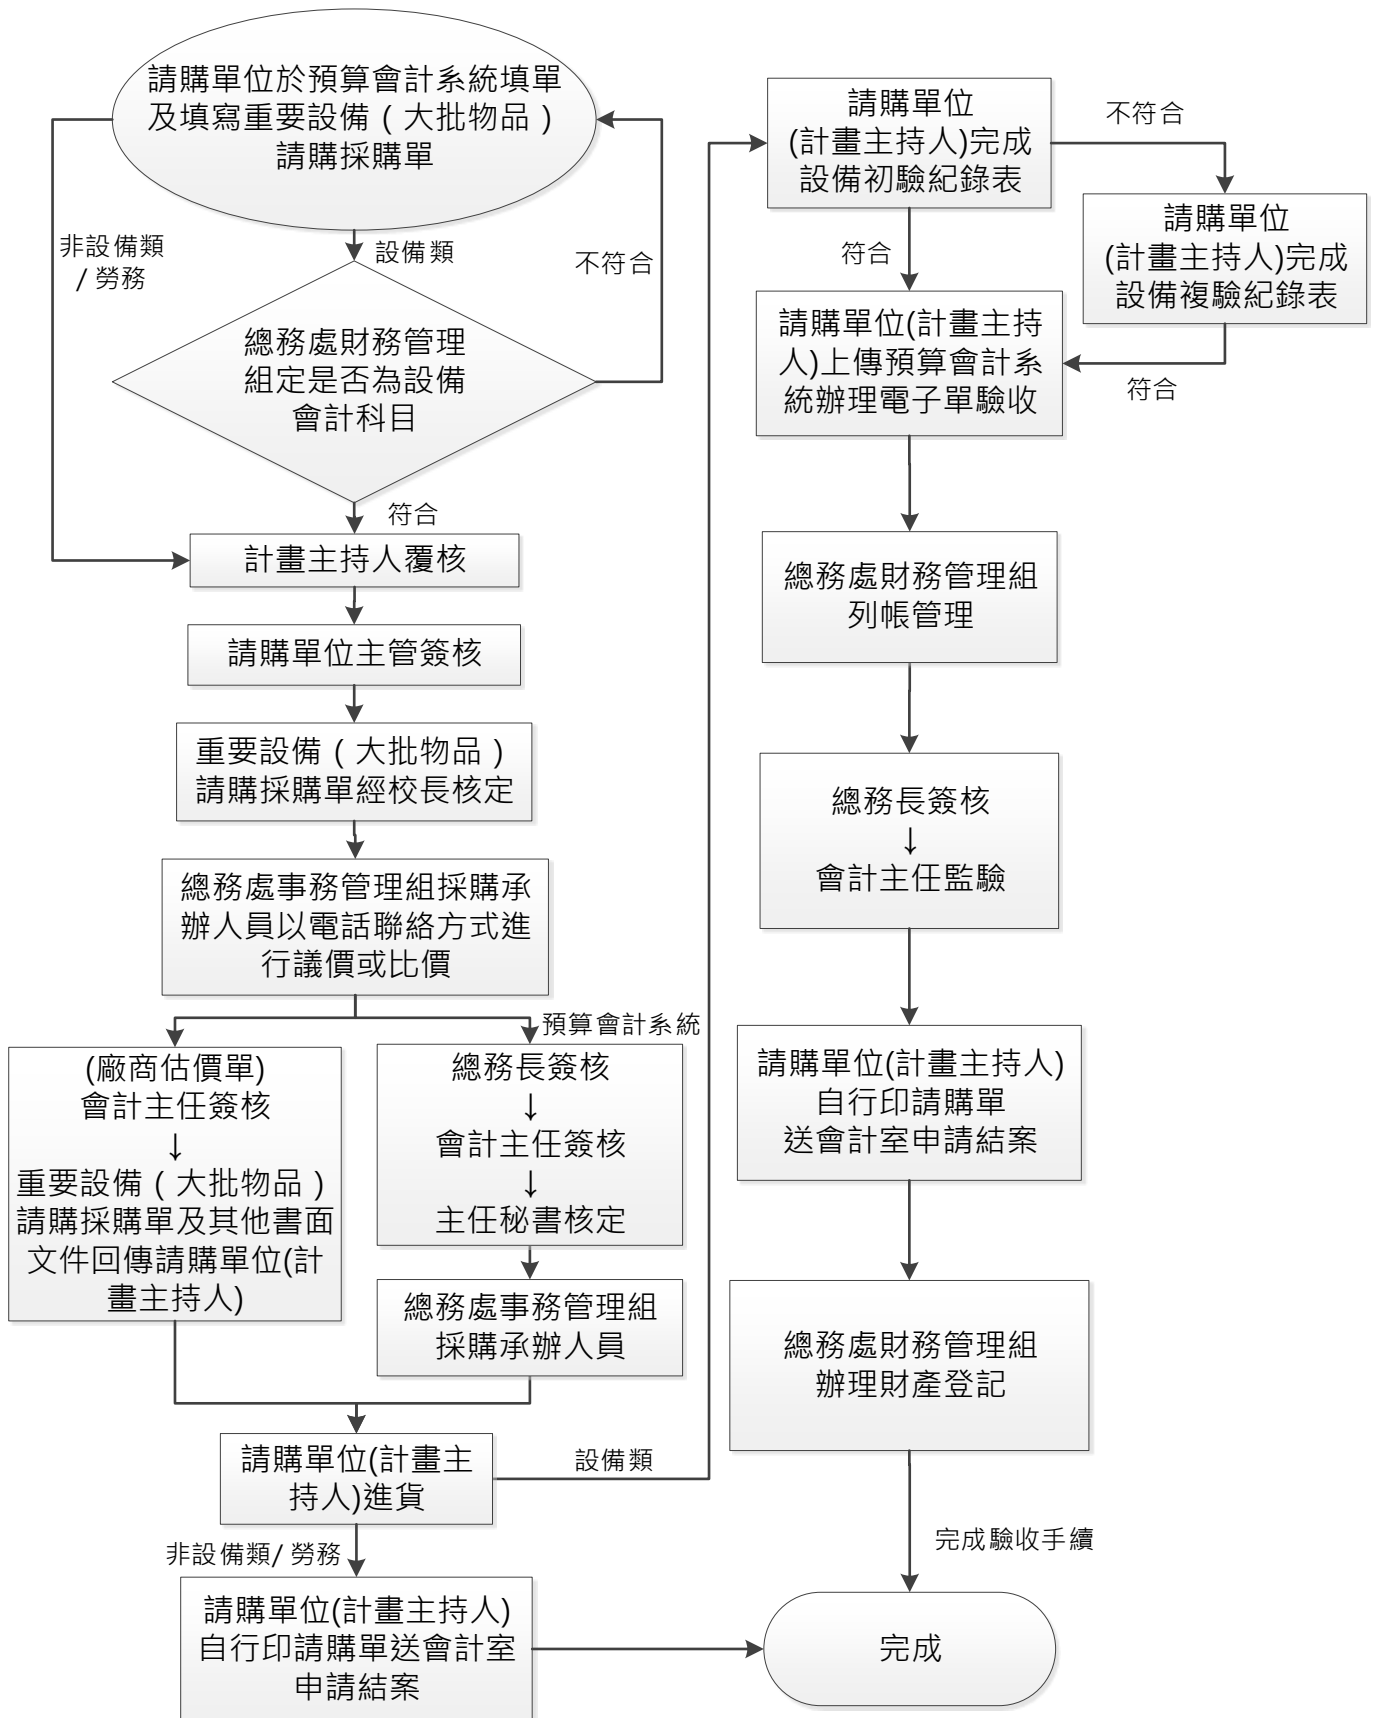 請購單位於預算會計系統填單
及填寫重要設備（大批物品）
請購採購單
非設備類
/ 勞務
設備類
不符合
總務處財務管理
組定是否為設備
會計科目
符合
計畫主持人覆核
請購單位主管簽核
重要設備（大批物品）
請購採購單經校長核定
總務處事務管理組採購承
辦人員以電話聯絡方式進
行議價或比價
(廠商估價單)
會計主任簽核
↓
重要設備（大批物品）
請購採購單及其他書面
文件回傳請購單位(計
畫主持人)
預算會計系統
總務長簽核
↓
會計主任簽核
↓
主任秘書核定
總務處事務管理組
採購承辦人員
請購單位(計畫主
持人)進貨
設備類
非設備類/ 勞務
請購單位(計畫主持人)
自行印請購單送會計室
申請結案
請購單位
(計畫主持人)完成
設備初驗紀錄表
不符合
請購單位
(計畫主持人)完成
設備複驗紀錄表
符合
符合
請購單位(計畫主持
人)上傳預算會計系
統辦理電子單驗收
總務處財務管理組
列帳管理
總務長簽核
↓
會計主任監驗
請購單位(計畫主持人)
自行印請購單
送會計室申請結案
總務處財務管理組
辦理財產登記
完成驗收手續
完成